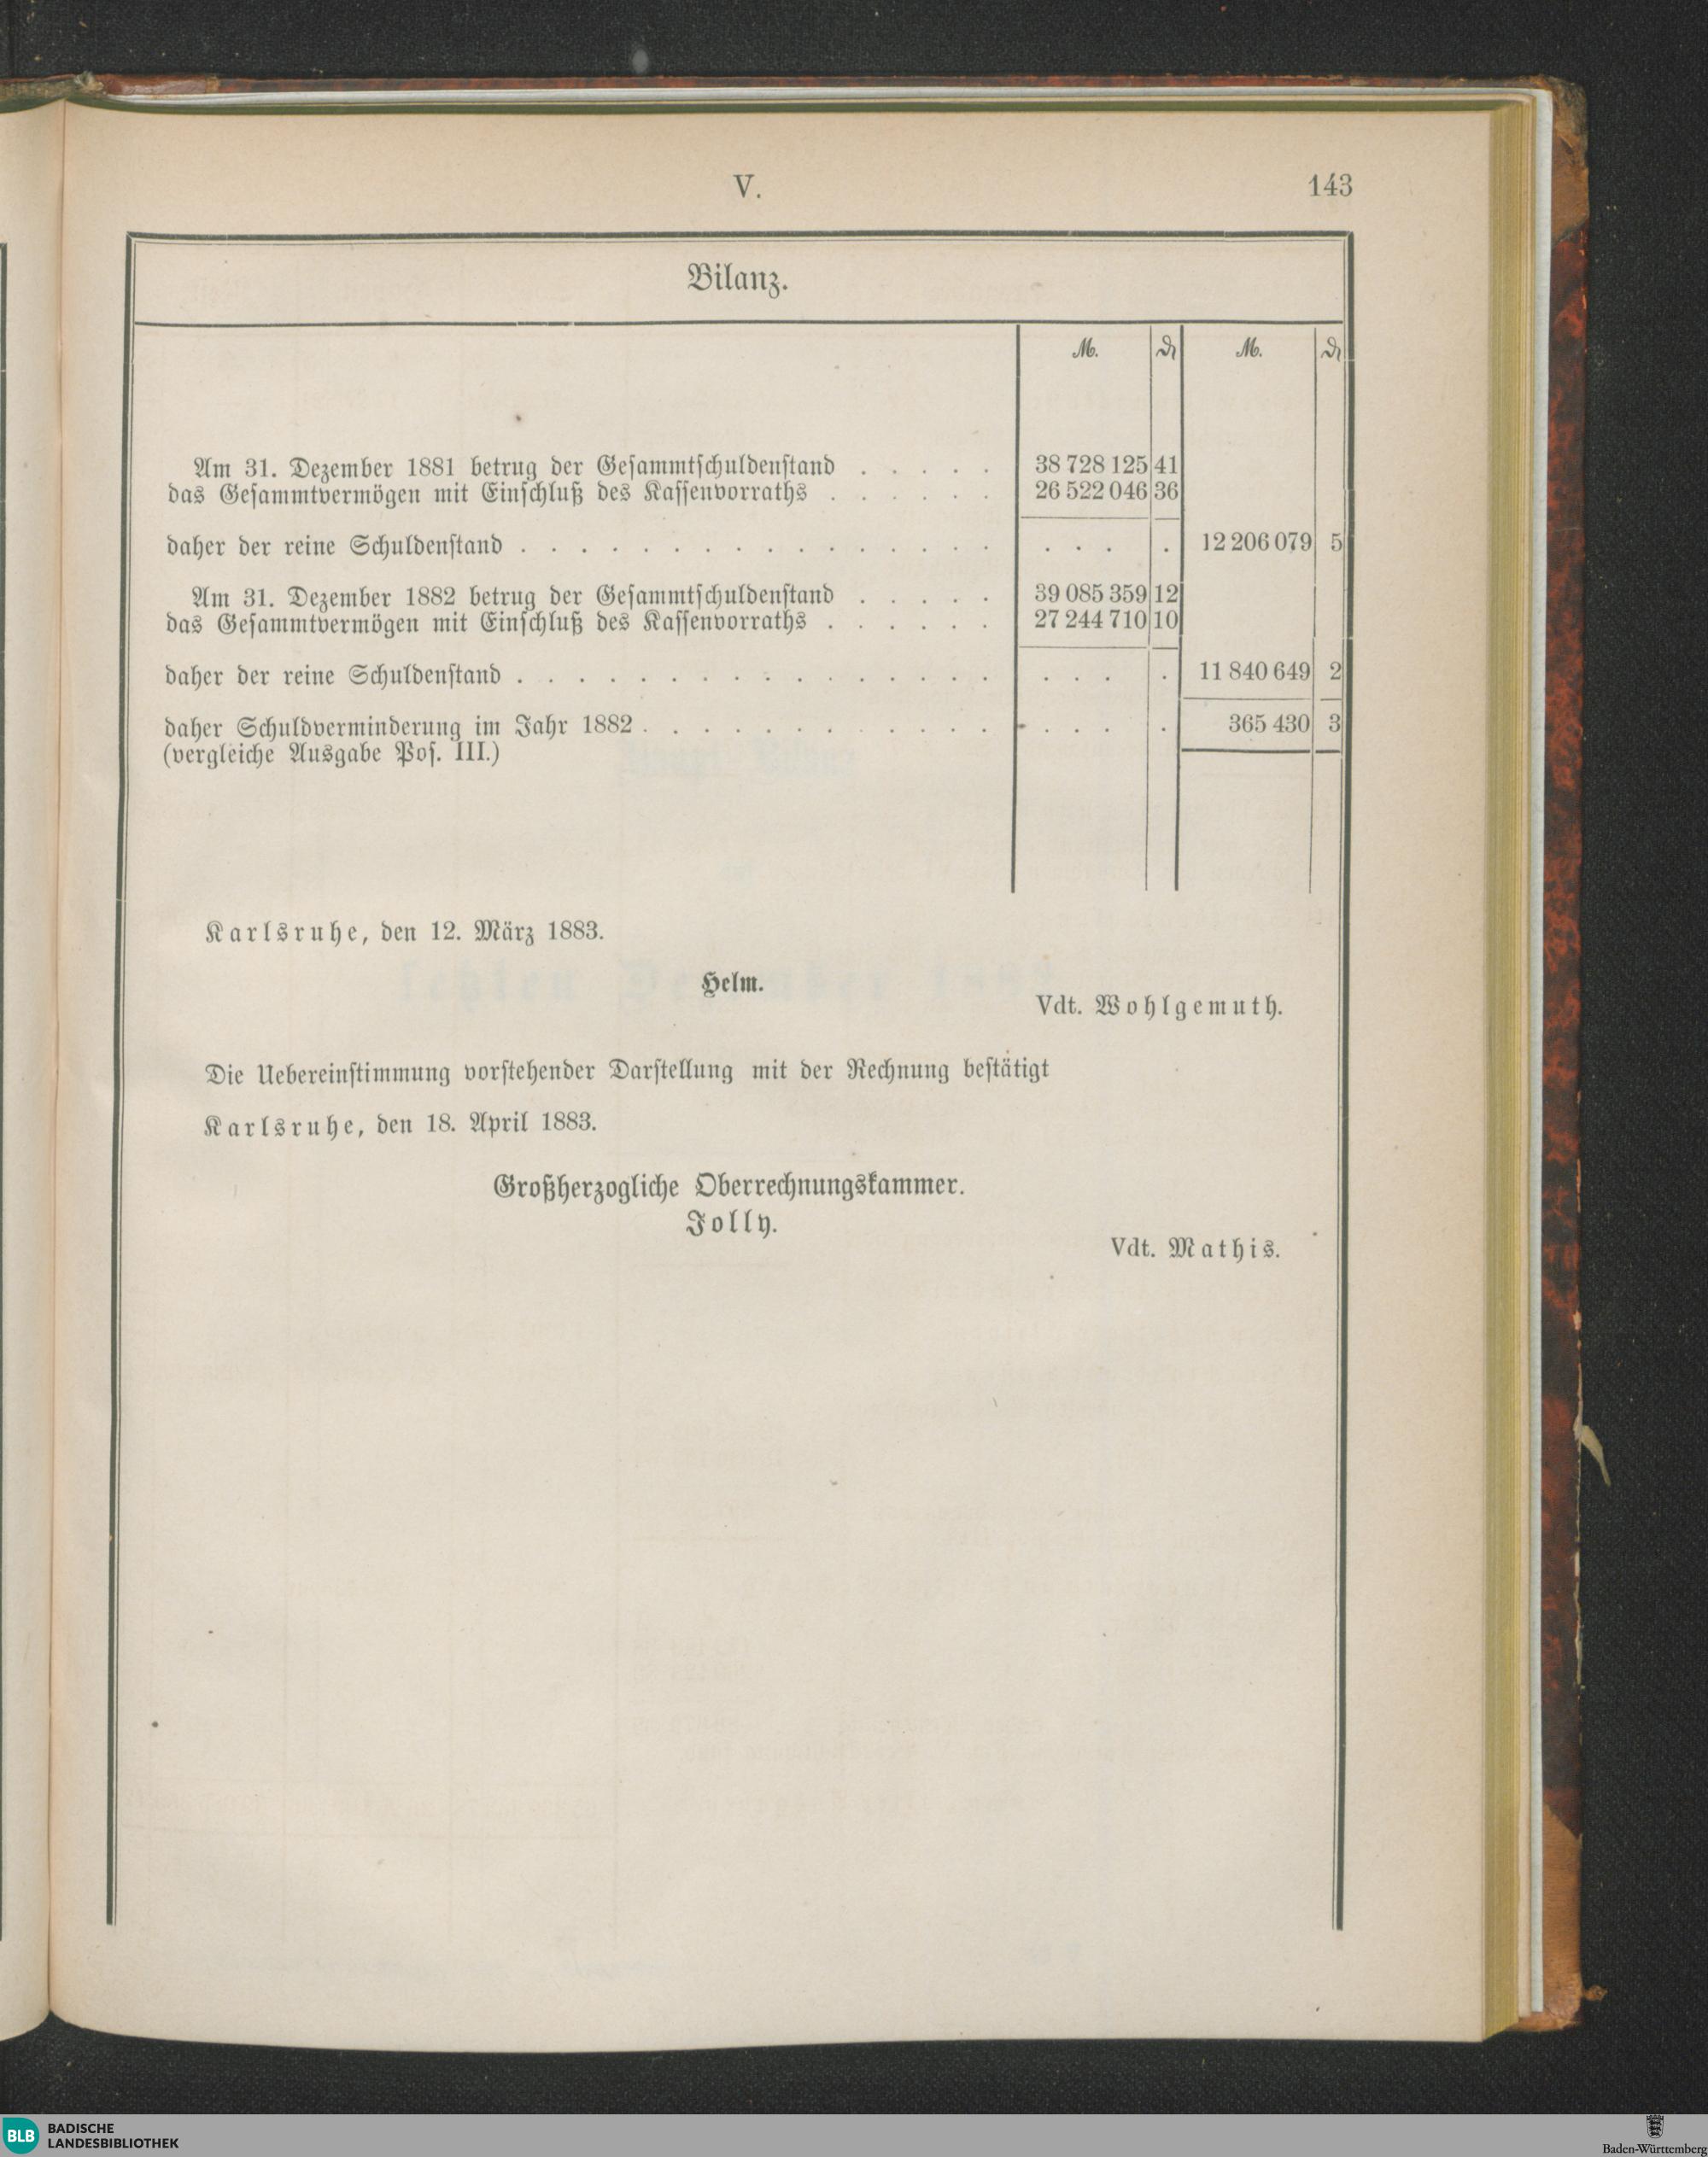 V.
143
Bilanz.
M. ₰ M. ₰
Am 31. Dezember 1881 betrug der Gesammtschuldenstand . . . . . 38 728 125 41
das Gesammtvermögen mit Einschluß des Kassenvorraths . . . . . . 26 522 046 36
daher der reine Schuldenstand . . . . . . . . . . . . . . . . . . . . 12 206 079 5
Am 31. Dezember 1882 betrug der Gesammtschuldenstand . . . . . 39 085 359 12
das Gesammtvermögen mit Einschluß des Kassenvorraths . . . . . . 27 244 710 10
daher der reine Schuldenstand . . . . . . . . . . . . . . . . . . . . 11 840 649 2
daher Schuldverminderung im Jahr 1882 . . . . . . . . . . . . . . . . 365 430 3
(vergleiche Ausgabe Pos. III.)
Karlsruhe, den 12. März 1883.
Helm.
Vdt. Wohlgemuth.
Die Uebereinstimmung vorstehender Darstellung mit der Rechnung bestätigt
Karlsruhe, den 18. April 1883.
Großherzogliche Oberrechnungskammer.
Jolly.
Vdt. Mathis.
BLB BADISCHE
LANDESBIBLIOTHEK
Baden-Württemberg